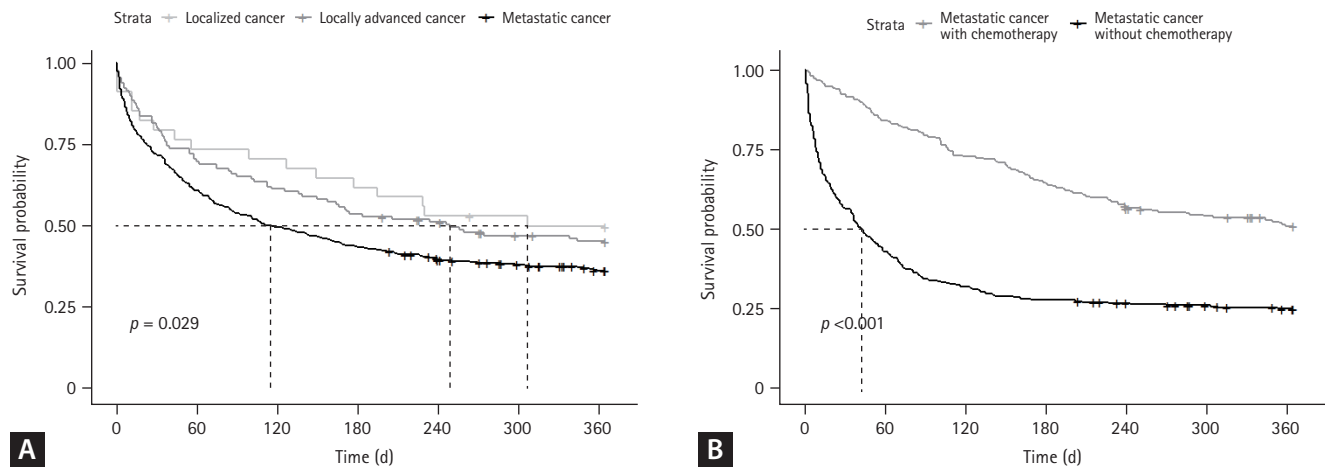 Strata Localized cancer Locally advanced cancer Metastatic cancer
1.00
0.75
0.50
0.25
0
Survival probability
p = 0.029
0 60 120 180 240 300 360
Time (d)
A
Strata Metastatic cancer with chemotherapy Metastatic cancer without chemotherapy
1.00
0.75
0.50
0.25
0
Survival probability
p <0.001
0 60 120 180 240 300 360
Time (d)
B